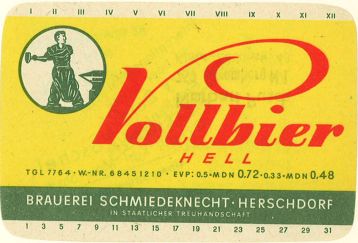 I II III IV V VI VII VIII IX X XI XII
Vollbier
HELL
TGL 7764 · W.-NR. 68451210 · EVP: 0.5 · MDN 0.72 · 0.33 · MDN 0.48
BRAUEREI SCHMIEDEKNECHT · HERSCHDORF
IN STAATLICHER TREUHANDSCHAFT
1 3 5 7 9 11 13 15 17 19 21 23 25 27 29 31